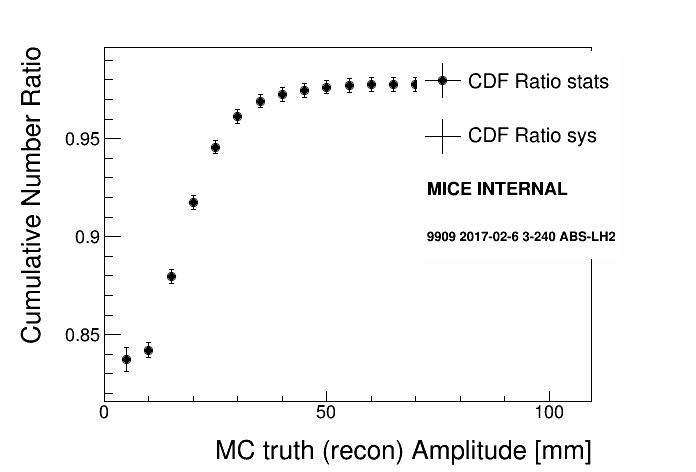 Cumulative Number Ratio
0.95
0.9
0.85
0
50
100
MC truth (recon) Amplitude [mm]
CDF Ratio stats
CDF Ratio sys
MICE INTERNAL
9909 2017-02-6 3-240 ABS-LH2